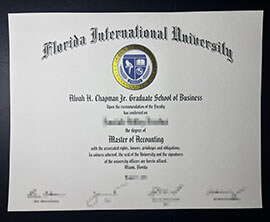 Florida International University
Alvah H. Chapman Jr. Graduate School of Business
Upon the recommendation of the Faculty
has conferred on
the degree of
Master of Accounting
with the associated rights, honors, privileges and obligations.
In witness whereof, the seal of the University and the signatures
of the university officers are herein affixed.
Miami, Florida